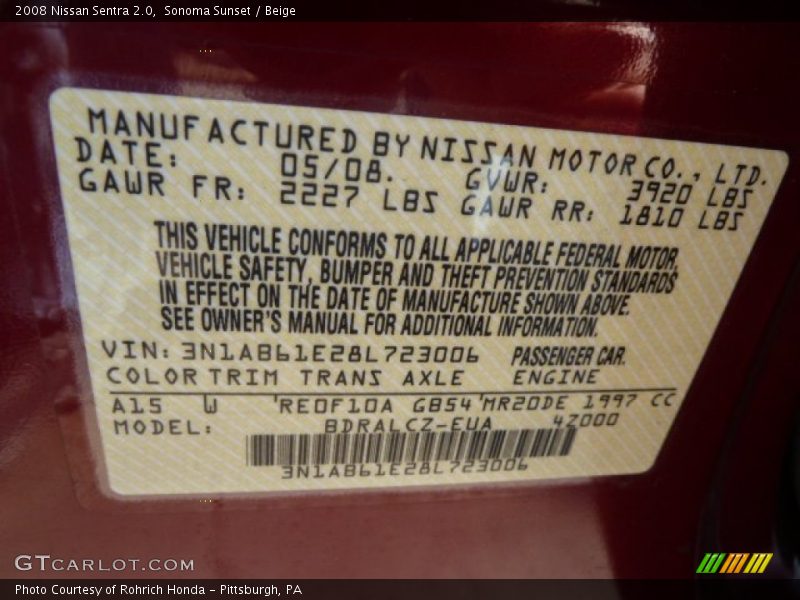 2008 Nissan Sentra 2.0,  Sonoma Sunset / Beige
MANUFACTURED BY NISSAN MOTOR CO., LTD.
DATE: 05/08. GVWR: 3920 LBS
GAWR FR: 2227 LBS GAWR RR: 1810 LBS
THIS VEHICLE CONFORMS TO ALL APPLICABLE FEDERAL MOTOR
VEHICLE SAFETY, BUMPER AND THEFT PREVENTION STANDARDS
IN EFFECT ON THE DATE OF MANUFACTURE SHOWN ABOVE.
SEE OWNER'S MANUAL FOR ADDITIONAL INFORMATION.
VIN: 3N1AB61E28L723006 PASSENGER CAR.
COLOR TRIM TRANS AXLE ENGINE
A15 W 'RE0F10A GB54'MR20DE 1997 CC
MODEL: BDRALCZ-EUA 4Z000
3N1AB61E28L723006
GTCARLOT.COM
Photo Courtesy of Rohrich Honda - Pittsburgh, PA